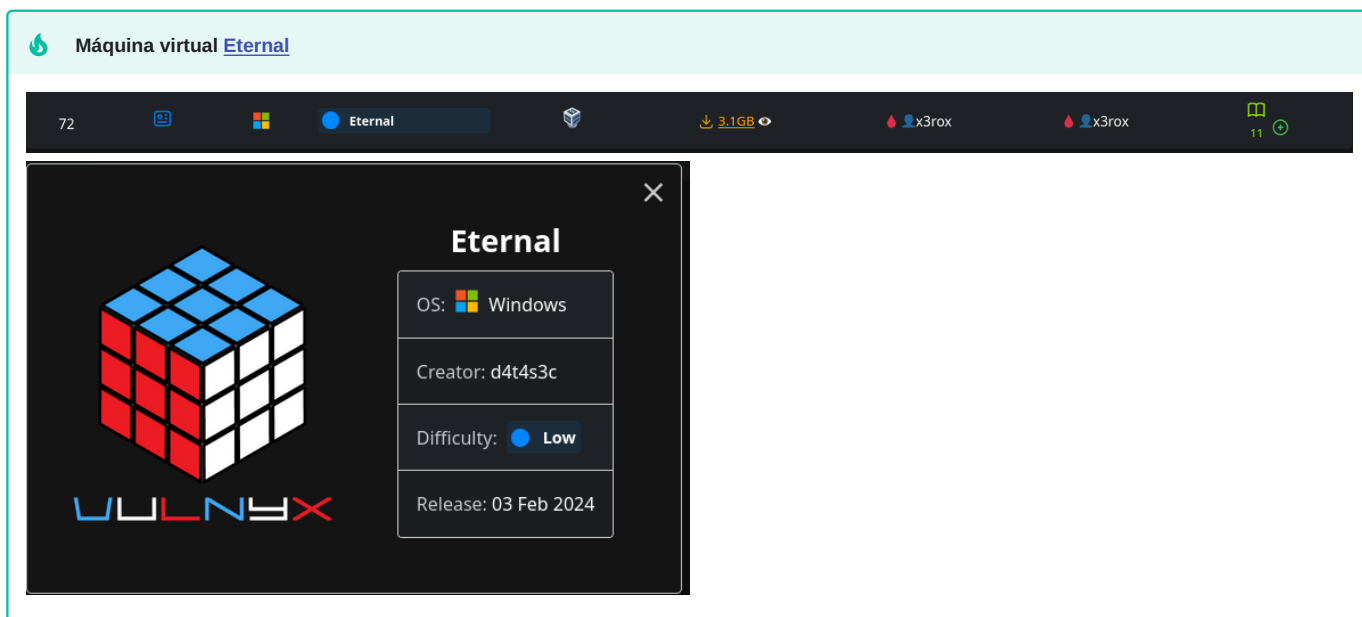 Máquina virtual Eternal
72 Eternal 3.1GB x3rox x3rox 11
Eternal
OS: Windows
Creator: d4t4s3c
Difficulty: Low
Release: 03 Feb 2024
VULNYX